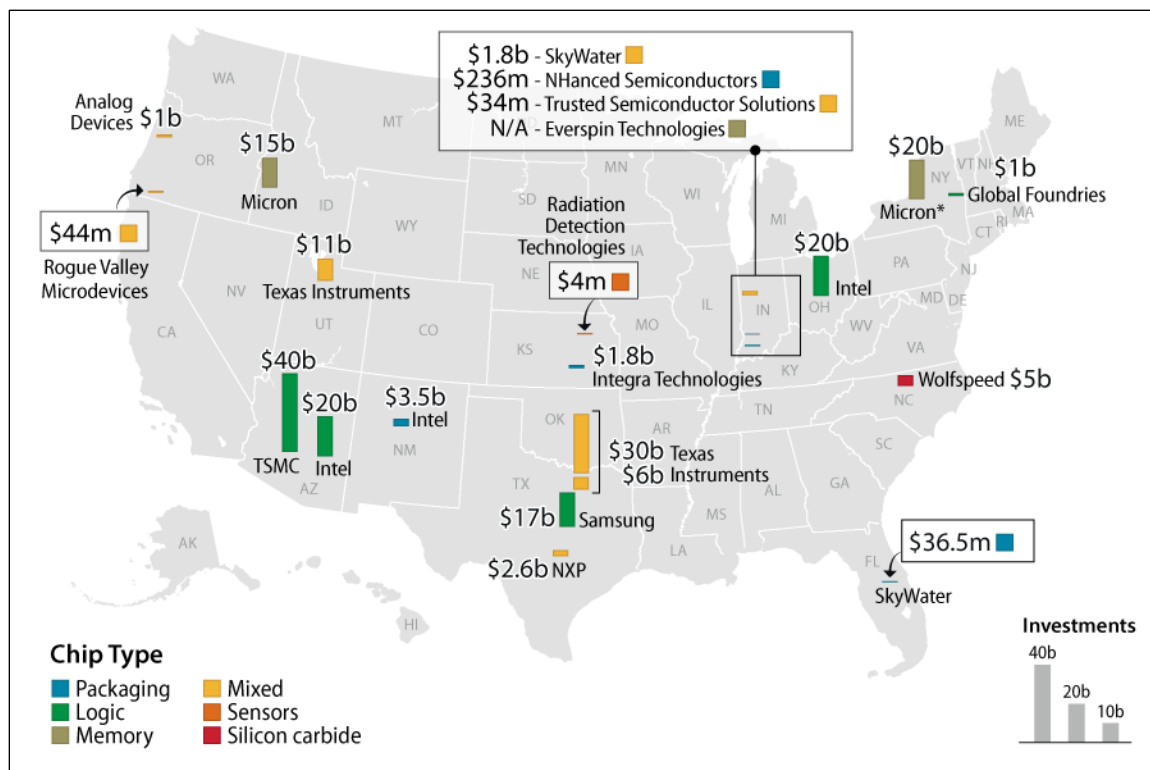 $1.8b - SkyWater
$236m - NHanced Semiconductors
$34m - Trusted Semiconductor Solutions
N/A - Everspin Technologies
WA
MT
ME
Analog
Devices $1b
OR
$15b
Micron
ID
MN
SD
WI
MI
$20b
Micron*
NY
VT
NH
$1b
Global Foundries
MA
RI
CT
$44m
Rogue Valley
Microdevices
WY
Radiation
Detection
Technologies
$4m
IA
NE
$11b
Texas Instruments
NV
UT
CA
CO
KS
MO
IL
IN
$20b
Intel
OH
PA
NJ
MD
DE
WV
VA
KY
$1.8b
Integra Technologies
Wolfspeed $5b
NC
TN
SC
$40b
TSMC
$20b
Intel
AZ
$3.5b
Intel
NM
OK
AR
$30b Texas
$6b Instruments
TX
MS
AL
GA
$17b Samsung
LA
$2.6b NXP
$36.5m
FL
SkyWater
AK
HI
Chip Type
Packaging
Logic
Memory
Mixed
Sensors
Silicon carbide
Investments
40b
20b
10b